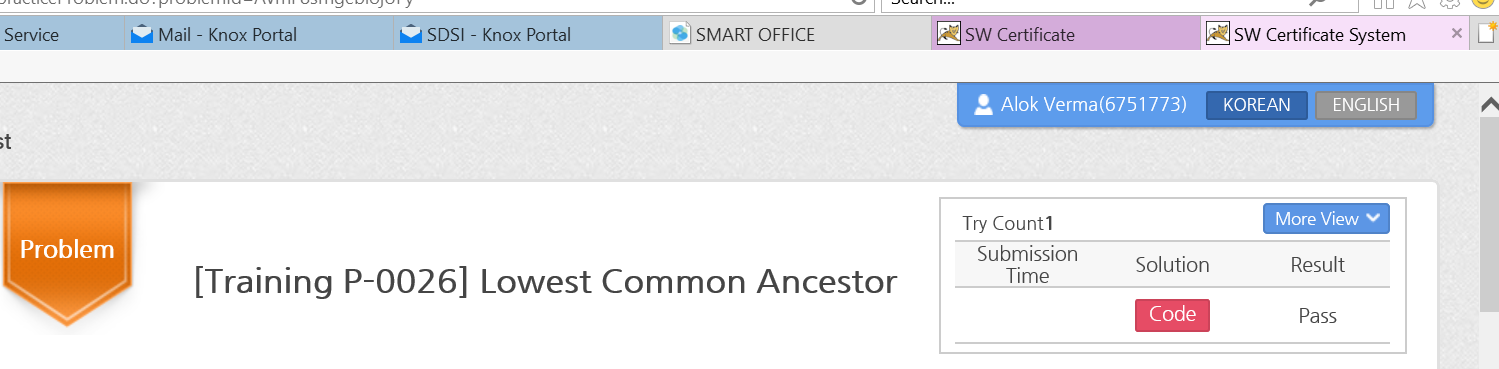 Search...
Service
Mail - Knox Portal
SDSI - Knox Portal
SMART OFFICE
SW Certificate
SW Certificate System
Alok Verma(6751773)
KOREAN
ENGLISH
st
Problem
[Training P-0026] Lowest Common Ancestor
Try Count1
More View
Submission Time
Solution
Result
Code
Pass